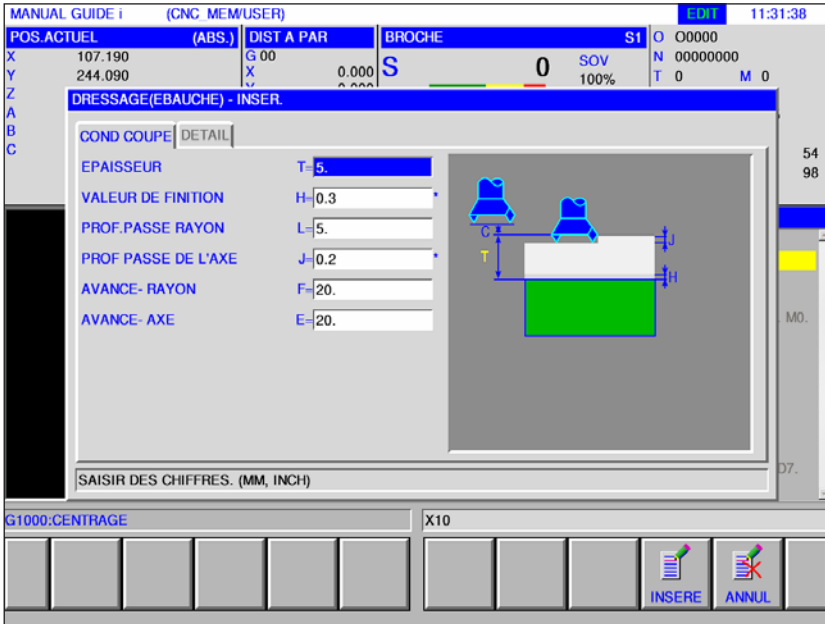 MANUAL GUIDE i (CNC_MEM/USER) EDIT 11:31:38
POS.ACTUEL (ABS.) DIST A PAR BROCHE S1 O O0000
X 107.190 G 00 S 0 SOV N 00000000
Y 244.090 X 0.000 100% T 0 M 0
Z
A
B
C
54
98
DRESSAGE(EBAUCHE) - INSER.
COND COUPE DETAIL
EPAISSEUR T=5.
VALEUR DE FINITION H=0.3 *
PROF.PASSE RAYON L=5.
PROF PASSE DE L'AXE J=0.2 *
AVANCE- RAYON F=20.
AVANCE- AXE E=20.
C
T
J
H
M0.
D7.
SAISIR DES CHIFFRES. (MM, INCH)
G1000:CENTRAGE X10
INSERE ANNUL